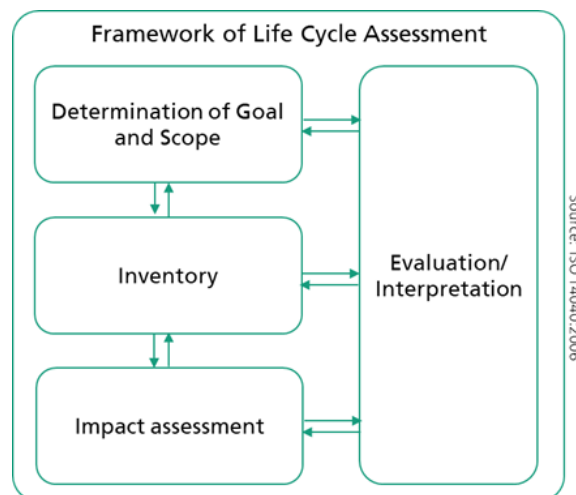 Framework of Life Cycle Assessment
Determination of Goal
and Scope
Inventory
Impact assessment
Evaluation/
Interpretation
Source: ISO 14040:2006